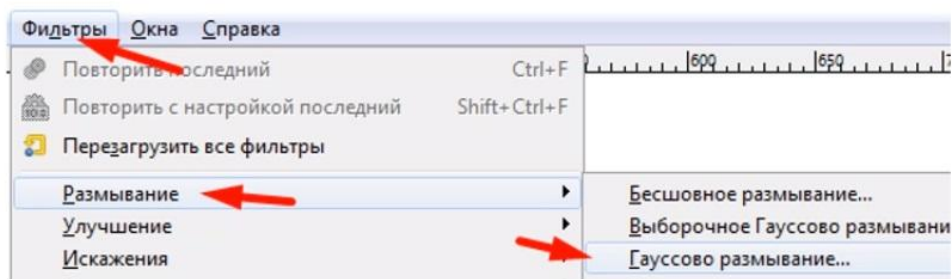 Фильтры Окна Справка
Повторить последний Ctrl+F
600 650
Повторить с настройкой последний Shift+Ctrl+F
Перезагрузить все фильтры
Размывание
Бесшовное размывание...
Улучшение
Выборочное Гауссово размывани
Искажения
Гауссово размывание...